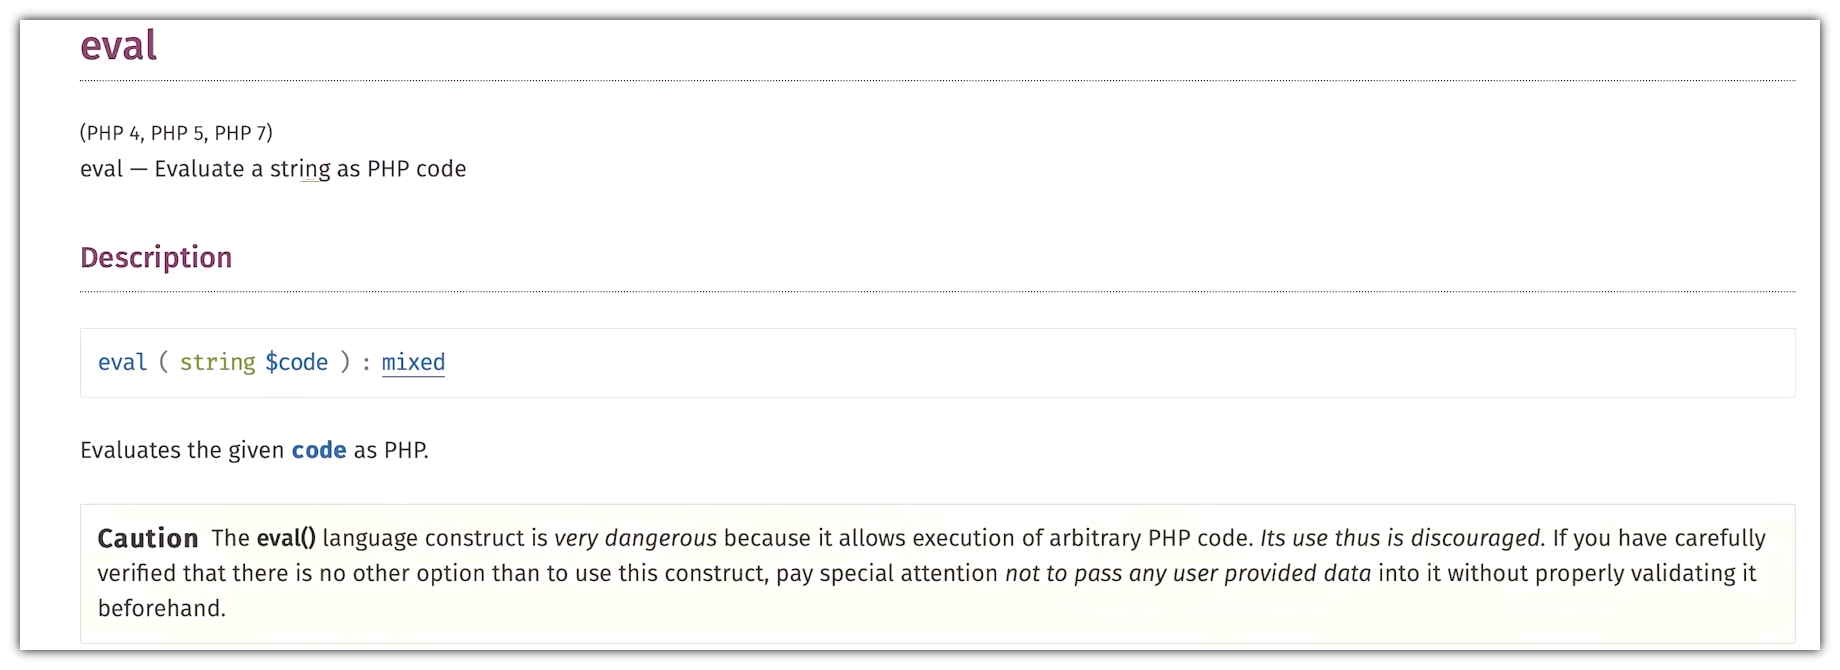 eval
(PHP 4, PHP 5, PHP 7)
eval — Evaluate a string as PHP code
Description
eval ( string $code ) : mixed
Evaluates the given code as PHP.
Caution The eval() language construct is very dangerous because it allows execution of arbitrary PHP code. Its use thus is discouraged. If you have carefully
verified that there is no other option than to use this construct, pay special attention not to pass any user provided data into it without properly validating it
beforehand.